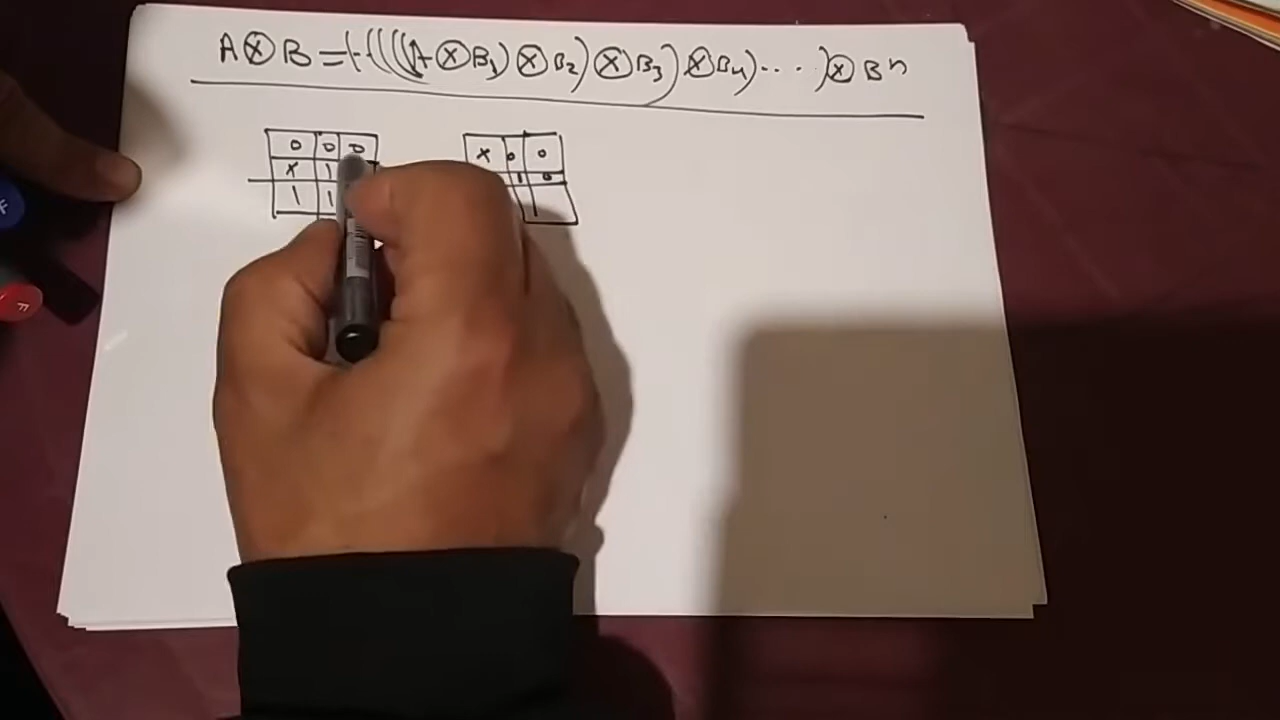 A⊗B=(-((((A⊗B1)⊗B2)⊗B3)⊗B4)....)⊗Bn
0 0 0 x 0 0
x 1 1 0
1 1